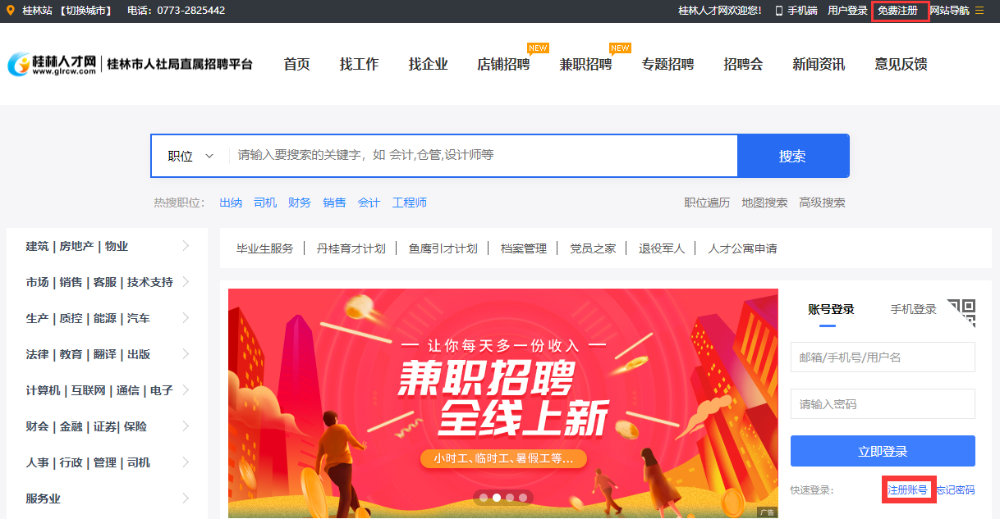 桂林站 【切换城市】 电话：0773-2825442 桂林人才网欢迎您! 手机端 用户登录 免费注册 网站导航
桂林人才网 www.glrcw.com 桂林市人社局直属招聘平台
首页 找工作 找企业 店铺招聘 NEW 兼职招聘 NEW 专题招聘 招聘会 新闻资讯 意见反馈
职位 请输入要搜索的关键字，如 会计,仓管,设计师等 搜索
热搜职位： 出纳 司机 财务 销售 会计 工程师 职位遍历 地图搜索 高级搜索
建筑 | 房地产 | 物业
市场 | 销售 | 客服 | 技术支持
生产 | 质控 | 能源 | 汽车
法律 | 教育 | 翻译 | 出版
计算机 | 互联网 | 通信 | 电子
财会 | 金融 | 证券| 保险
人事 | 行政 | 管理 | 司机
服务业
毕业生服务 | 丹桂育才计划 | 鱼鹰引才计划 | 档案管理 | 党员之家 | 退役军人 | 人才公寓申请
让你每天多一份收入
兼职招聘
全线上新
小时工、临时工、暑假工等...
广告
账号登录 手机登录
邮箱/手机号/用户名
请输入密码
立即登录
快速登录： 注册账号 忘记密码